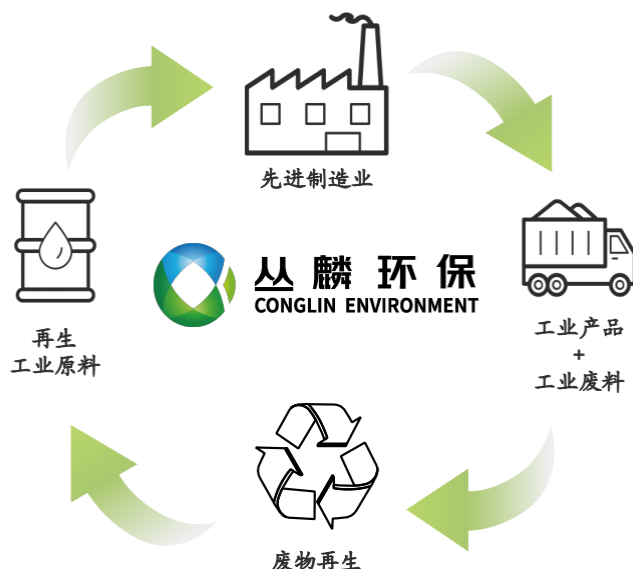 先进制造业
丛麟环保
CONGLIN ENVIRONMENT
再生
工业原料
工业产品
+
工业废料
废物再生